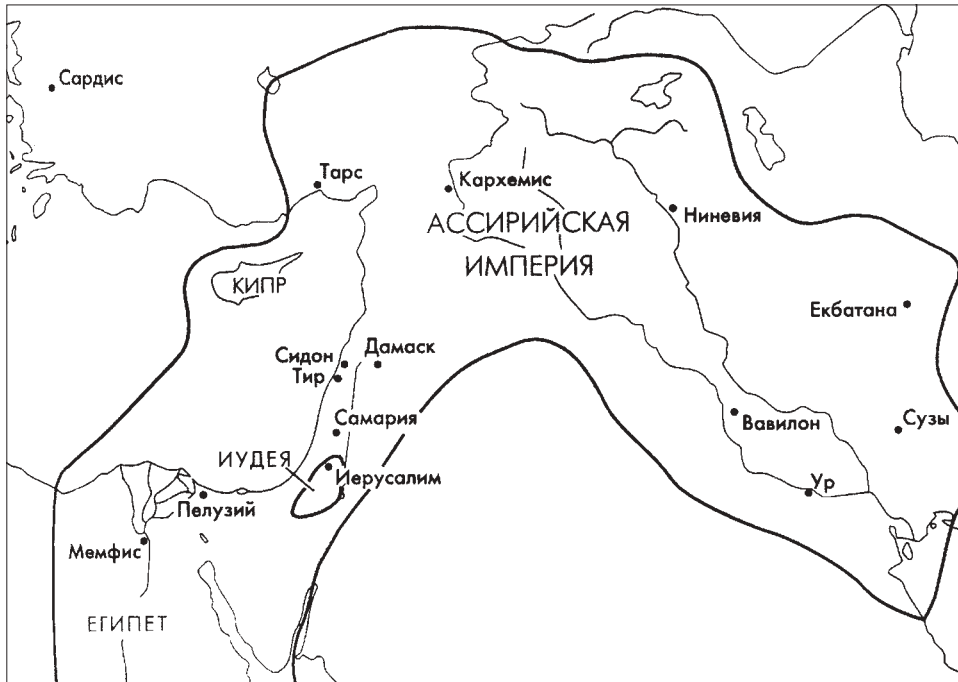 Сардис
Тарс
Кархемис
Ниневия
АССИРИЙСКАЯ
ИМПЕРИЯ
КИПР
Екбатана
Сидон
Дамаск
Тир
Самария
Вавилон
Сузы
ИУДЕЯ
Иерусалим
Ур
Пелузий
Мемфис
ЕГИПЕТ